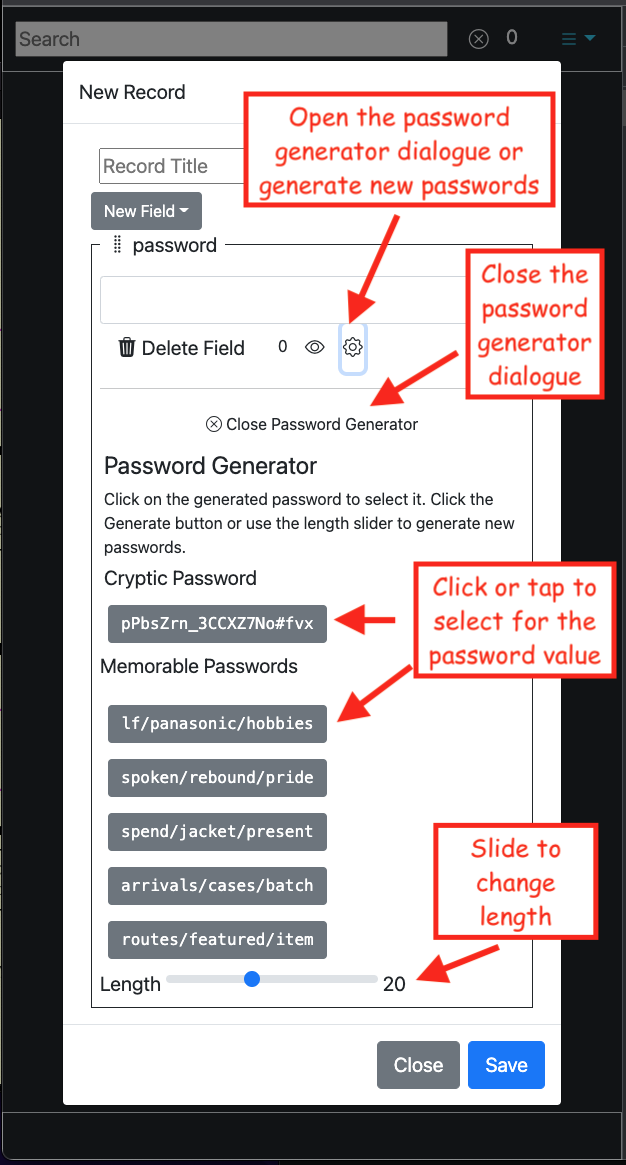 Search
0
New Record
Open the password
generator dialogue or
generate new passwords
Record Title
New Field
password
Close the
password
generator
dialogue
Delete Field
0
Close Password Generator
Password Generator
Click on the generated password to select it. Click the
Generate button or use the length slider to generate new
passwords.
Cryptic Password
Click or tap to
select for the
password value
pPbsZrn_3CCXZ7No#fvx
Memorable Passwords
lf/panasonic/hobbies
spoken/rebound/pride
spend/jacket/present
arrivals/cases/batch
Slide to
change
length
routes/featured/item
Length
20
Close
Save